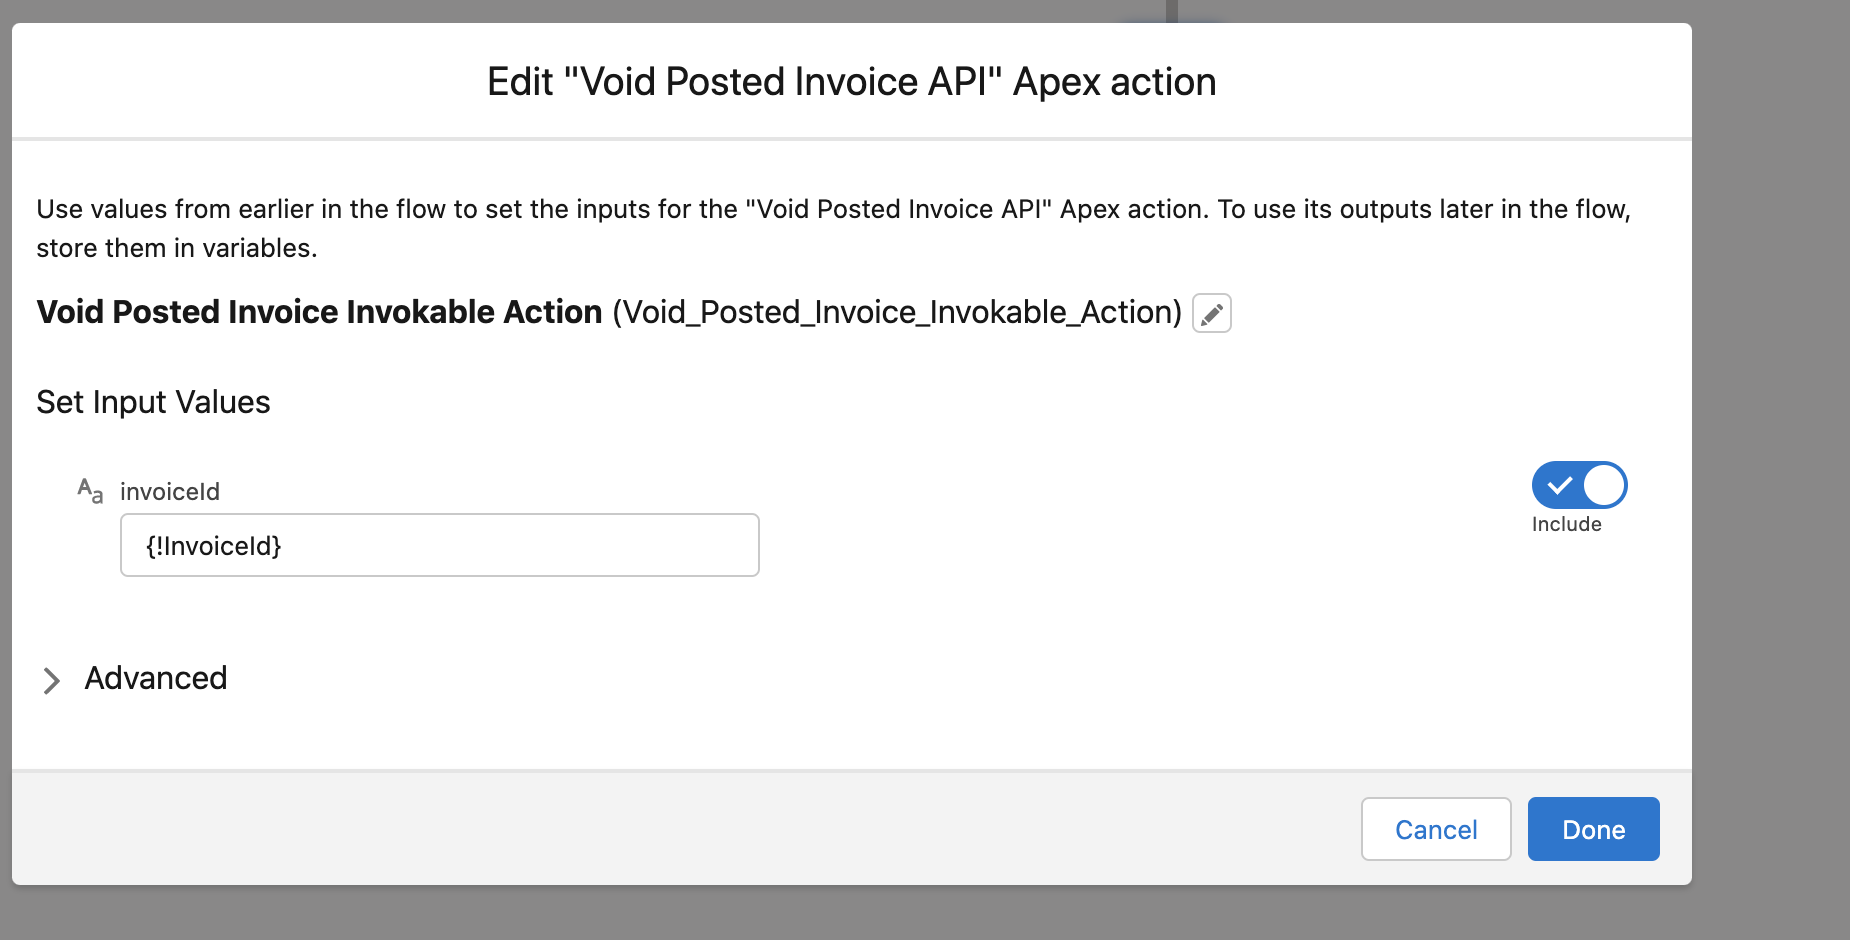 Edit "Void Posted Invoice API" Apex action
Use values from earlier in the flow to set the inputs for the "Void Posted Invoice API" Apex action. To use its outputs later in the flow,
store them in variables.
Void Posted Invoice Invokable Action (Void_Posted_Invoice_Invokable_Action)
Set Input Values
Aa invoiceId
{!InvoiceId}
Include
Advanced
Cancel Done